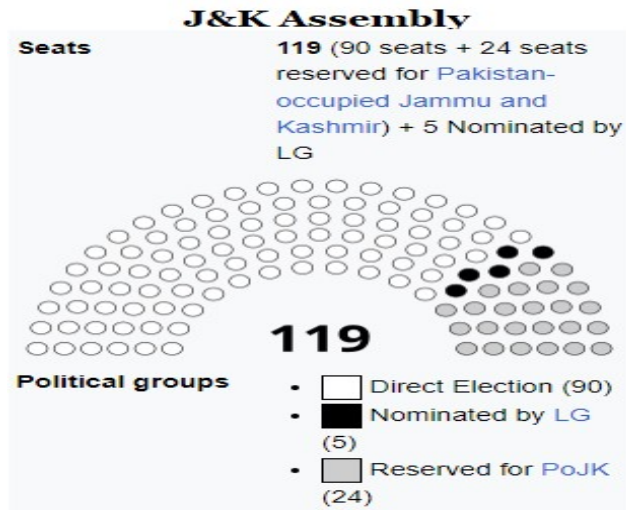 J&K Assembly
Seats
119 (90 seats + 24 seats
reserved for Pakistan-
occupied Jammu and
Kashmir) + 5 Nominated by
LG
119
Political groups
• Direct Election (90)
• Nominated by LG
(5)
• Reserved for PoJK
(24)